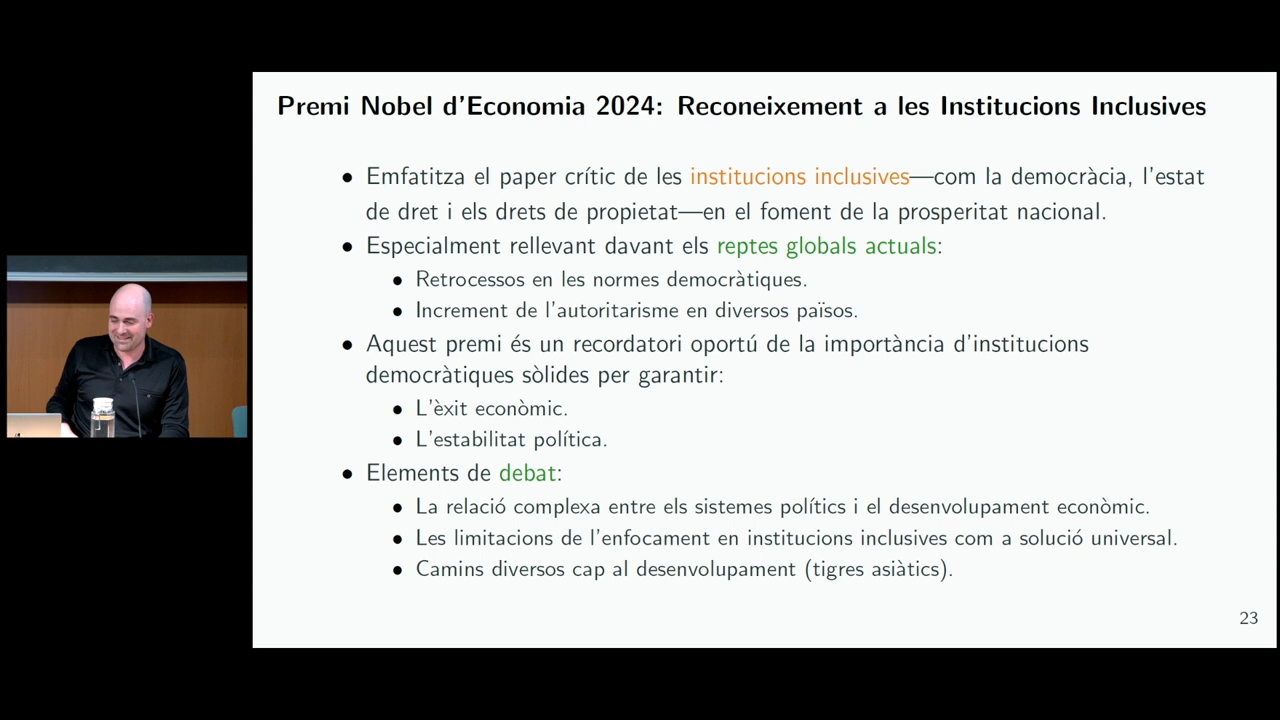 Premi Nobel d'Economia 2024: Reconeixement a les Institucions Inclusives
• Emfatitza el paper crític de les institucions inclusives—com la democràcia, l'estat
de dret i els drets de propietat—en el foment de la prosperitat nacional.
• Especialment rellevant davant els reptes globals actuals:
• Retrocessos en les normes democràtiques.
• Increment de l'autoritarisme en diversos països.
• Aquest premi és un recordatori oportú de la importància d'institucions
democràtiques sòlides per garantir:
• L'èxit econòmic.
• L'estabilitat política.
• Elements de debat:
• La relació complexa entre els sistemes polítics i el desenvolupament econòmic.
• Les limitacions de l'enfocament en institucions inclusives com a solució universal.
• Camins diversos cap al desenvolupament (tigres asiàtics).
23